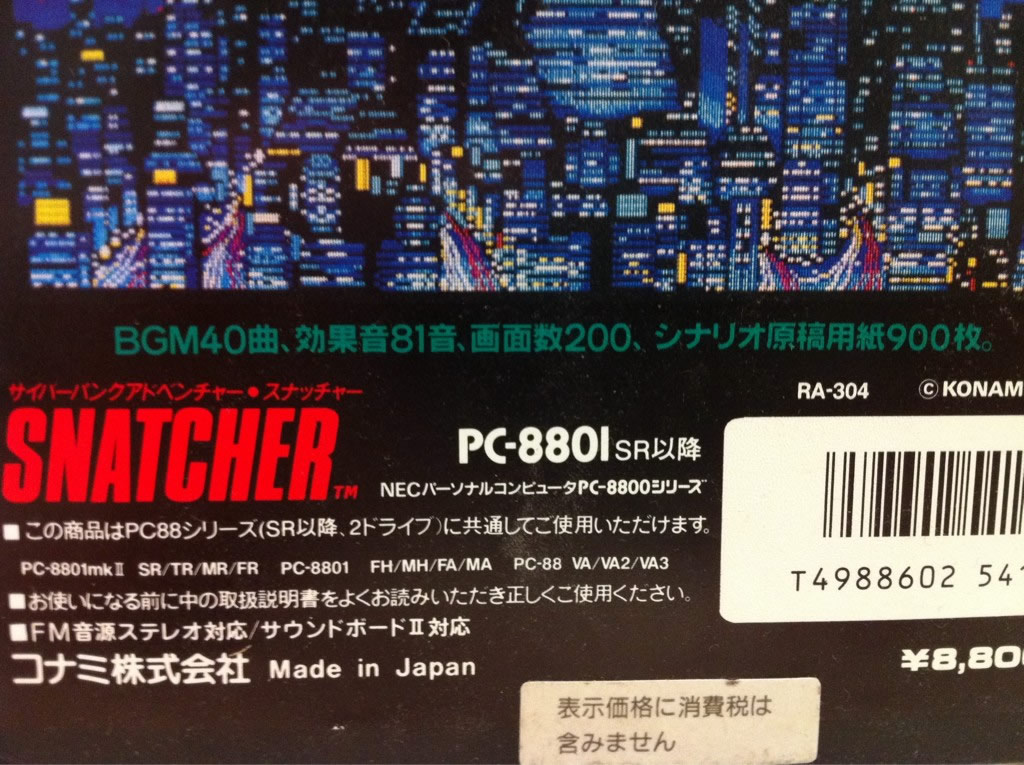 BGM40曲、効果音81音、画面数200、シナリオ原稿用紙900枚。
サイバーパンクアドベンチャー●スナッチャー
RA-304 ©KONAM
SNATCHER™
PC-8801 SR以降
NECパーソナルコンピュータPC-8800シリーズ
■この商品はPC88シリーズ(SR以降、2ドライブ)に共通してご使用いただけます。
PC-8801mkⅡ SR/TR/MR/FR PC-8801 FH/MH/FA/MA PC-88 VA/VA2/VA3
■お使いになる前に中の取扱説明書をよくお読みいただき正しくご使用ください。
■FM音源ステレオ対応/サウンドボードⅡ対応
コナミ株式会社 Made in Japan
T4988602 541
¥8,800
表示価格に消費税は
含みません